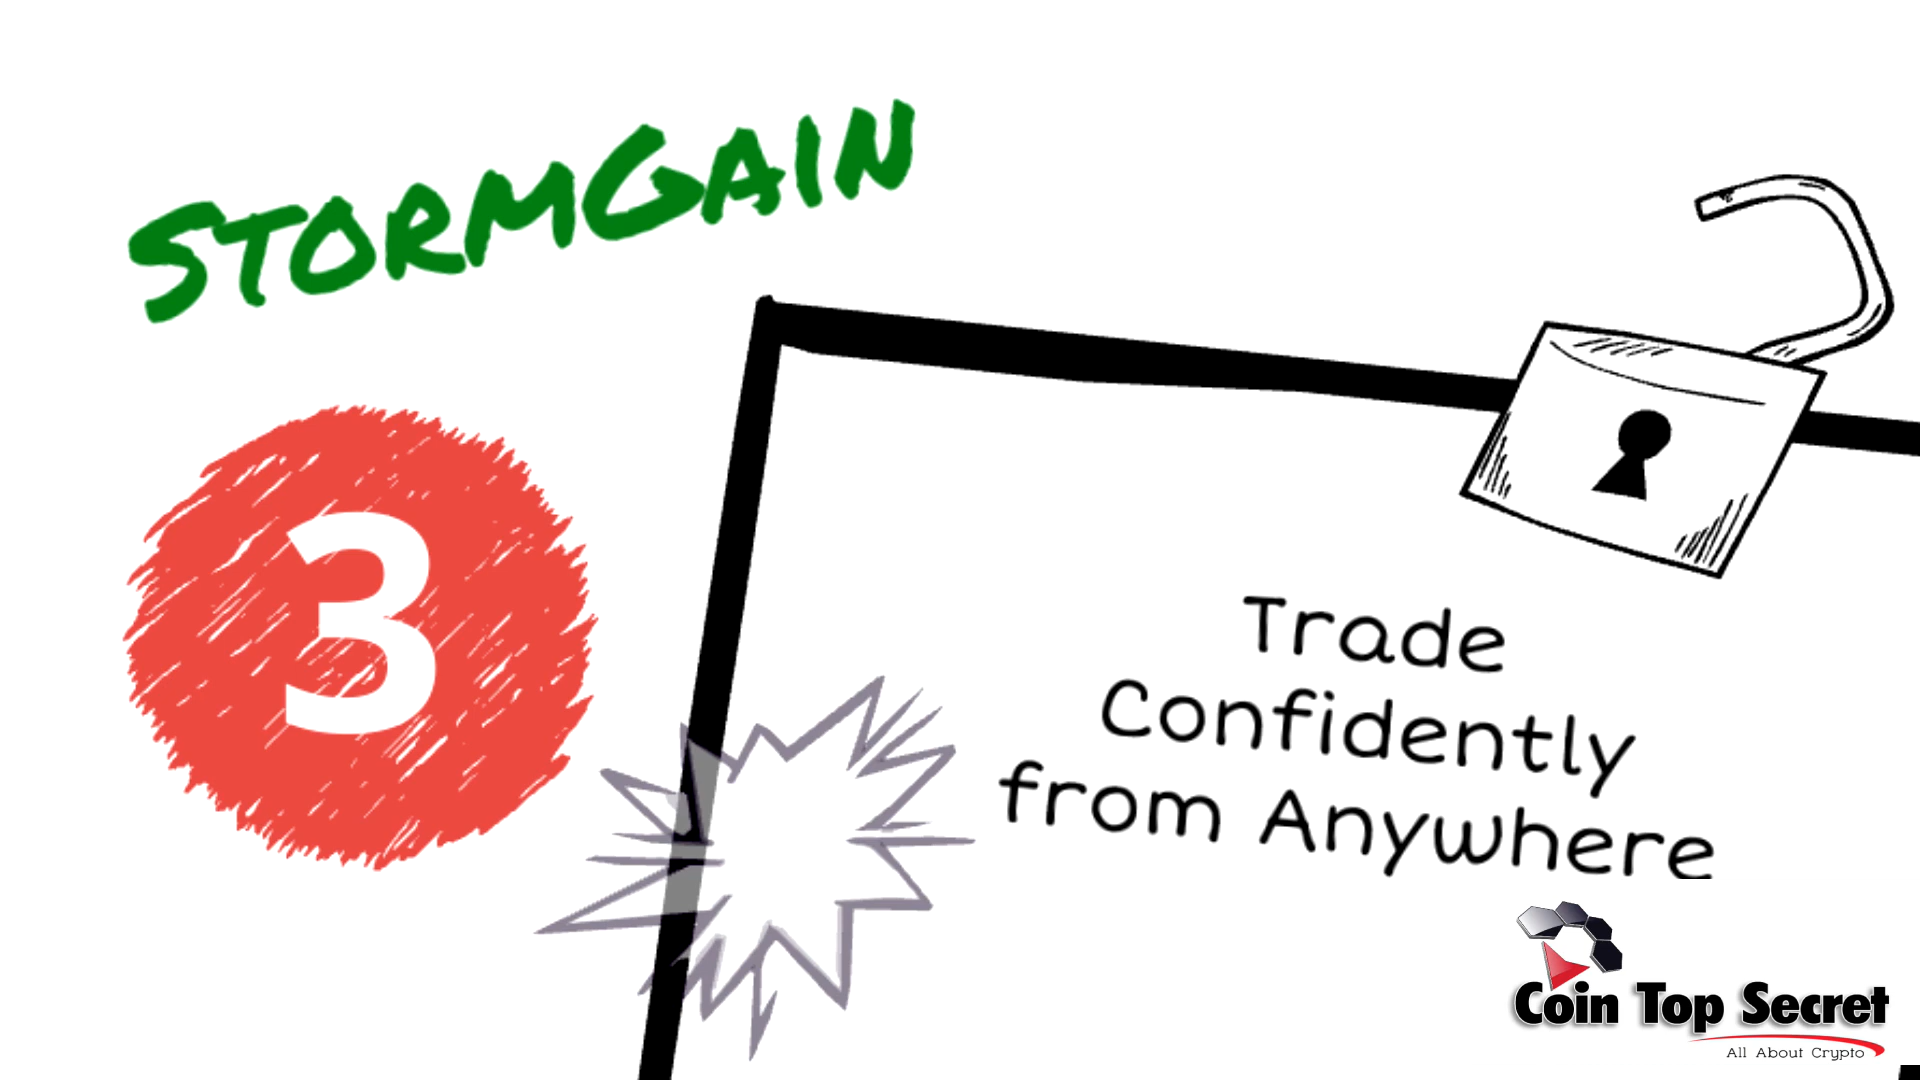 StormGain
3
Trade
Confidently
from Anywhere
Coin Top Secret
All About Crypto